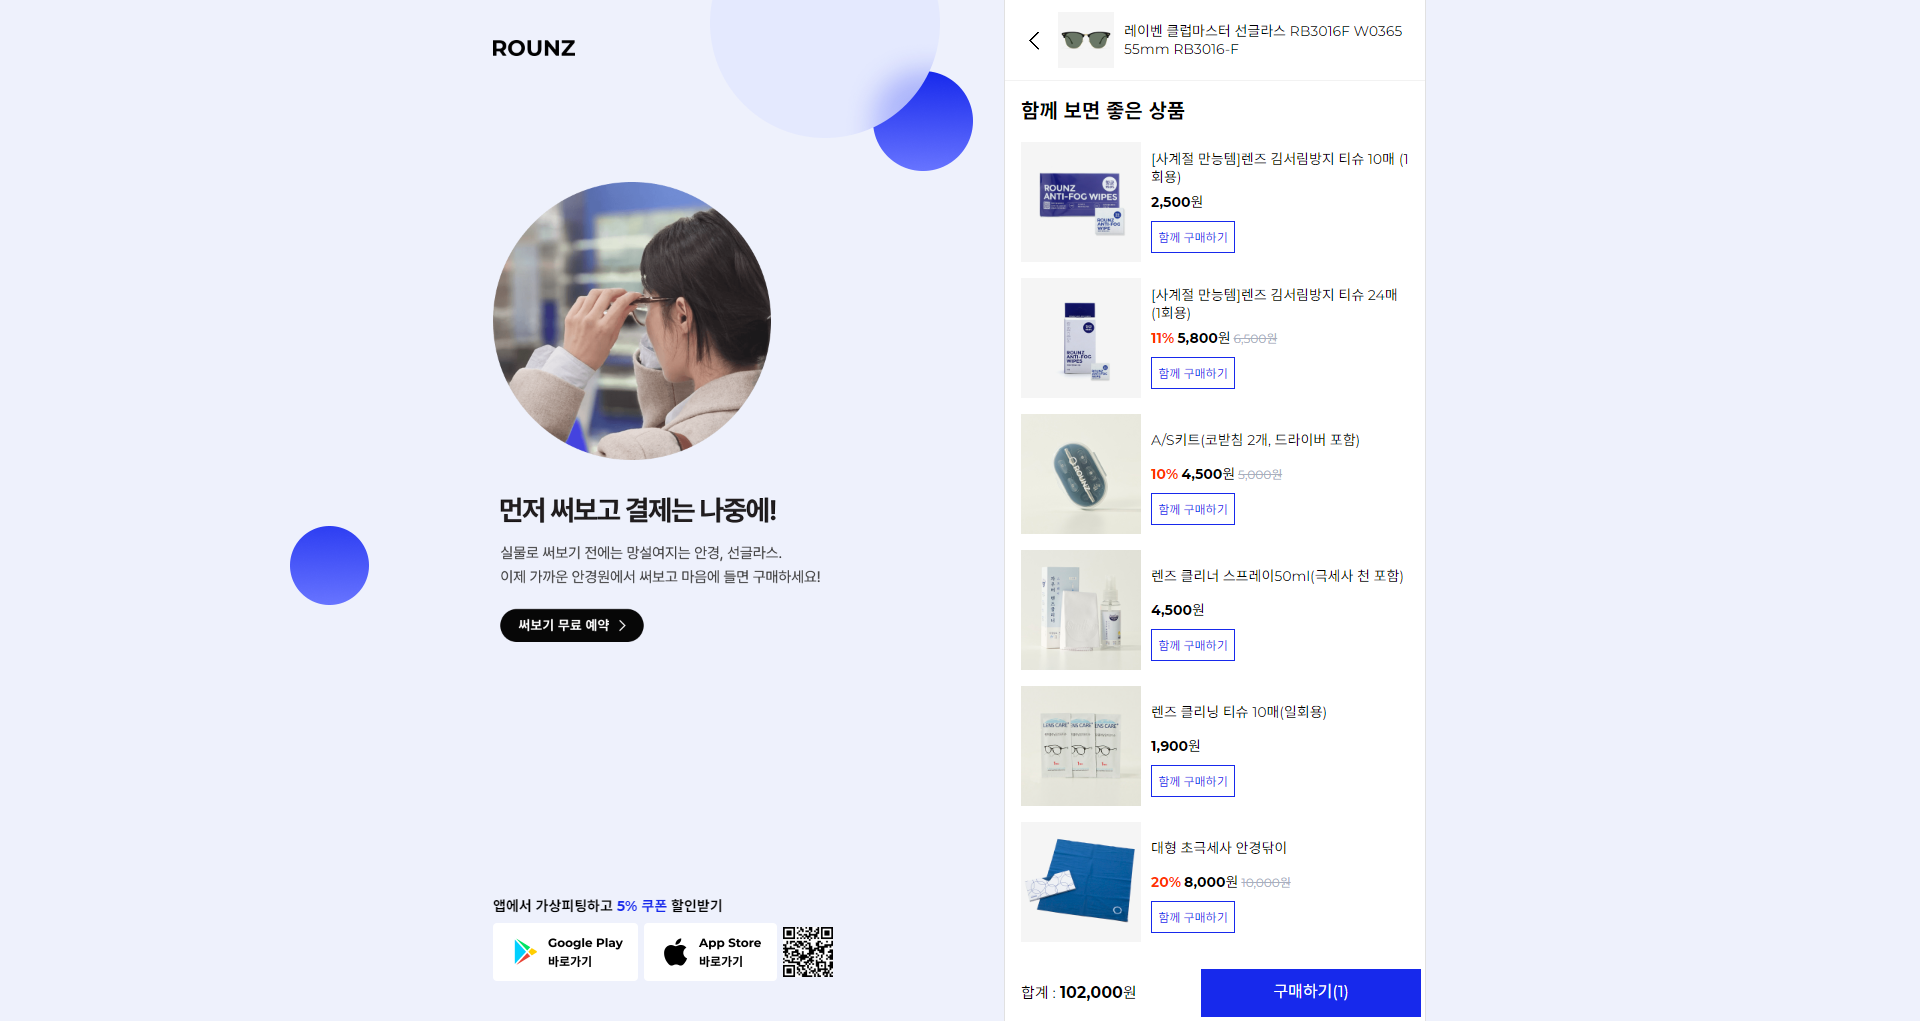 ROUNZ
먼저 써보고 결제는 나중에!
실물로 써보기 전에는 망설여지는 안경, 선글라스.
이제 가까운 안경원에서 써보고 마음에 들면 구매하세요!
써보기 무료 예약
앱에서 가상피팅하고 5% 쿠폰 할인받기
Google Play
바로가기
App Store
바로가기
레이벤 클럽마스터 선글라스 RB3016F W0365
55mm RB3016-F
함께 보면 좋은 상품
ROUNZ
ANTI-FOG WIPES
ROUNZ
ANTI-FOG
WIPE
[사계절 만능템]렌즈 김서림방지 티슈 10매 (1
회용)
2,500원
함께 구매하기
ROUNZ
ANTI-FOG
WIPES
[사계절 만능템]렌즈 김서림방지 티슈 24매
(1회용)
11% 5,800원 6,500원
함께 구매하기
ROUNZ
A/S키트(코받침 2개, 드라이버 포함)
10% 4,500원 5,000원
함께 구매하기
렌즈 클리너 스프레이50ml(극세사 천 포함)
4,500원
함께 구매하기
LENS CARE
렌즈 클리닝 티슈 10매(일회용)
1,900원
함께 구매하기
대형 초극세사 안경닦이
20% 8,000원 10,000원
함께 구매하기
합계 : 102,000원
구매하기(1)